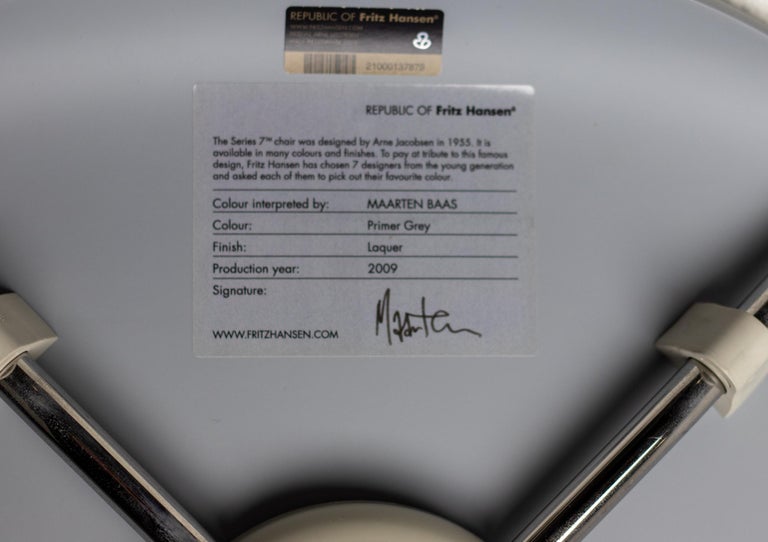 REPUBLIC OF Fritz Hansen®
21000137879
REPUBLIC OF Fritz Hansen®
The Series 7™ chair was designed by Arne Jacobsen in 1955. It is
available in many colours and finishes. To pay at tribute to this famous
design, Fritz Hansen has chosen 7 designers from the young generation
and asked each of them to pick out their favourite colour.
Colour interpreted by: MAARTEN BAAS
Colour: Primer Grey
Finish: Laquer
Production year: 2009
Signature: Maarten
WWW.FRITZHANSEN.COM